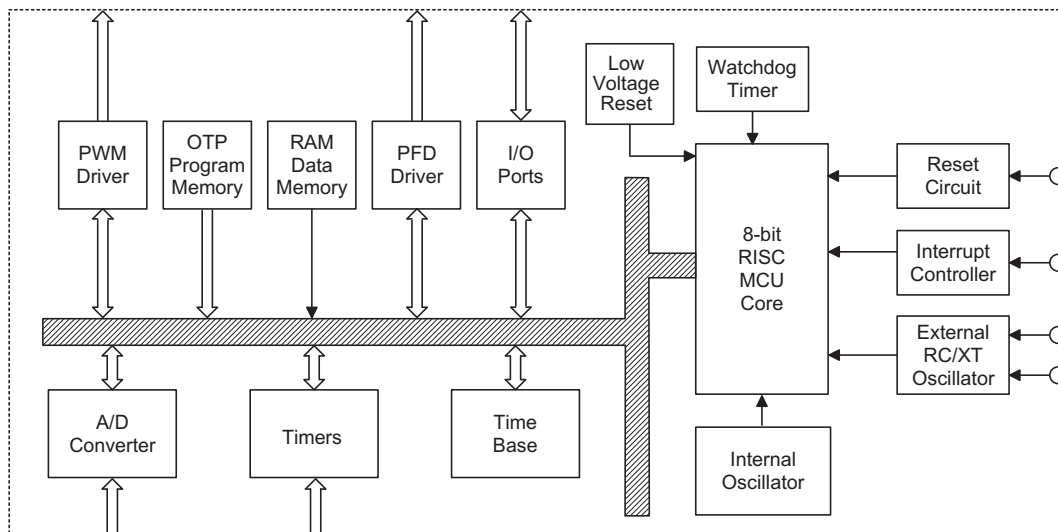 Low
Voltage
Reset
Watchdog
Timer
PWM
Driver
OTP
Program
Memory
RAM
Data
Memory
PFD
Driver
I/O
Ports
8-bit
RISC
MCU
Core
Reset
Circuit
Interrupt
Controller
External
RC/XT
Oscillator
A/D
Converter
Timers
Time
Base
Internal
Oscillator